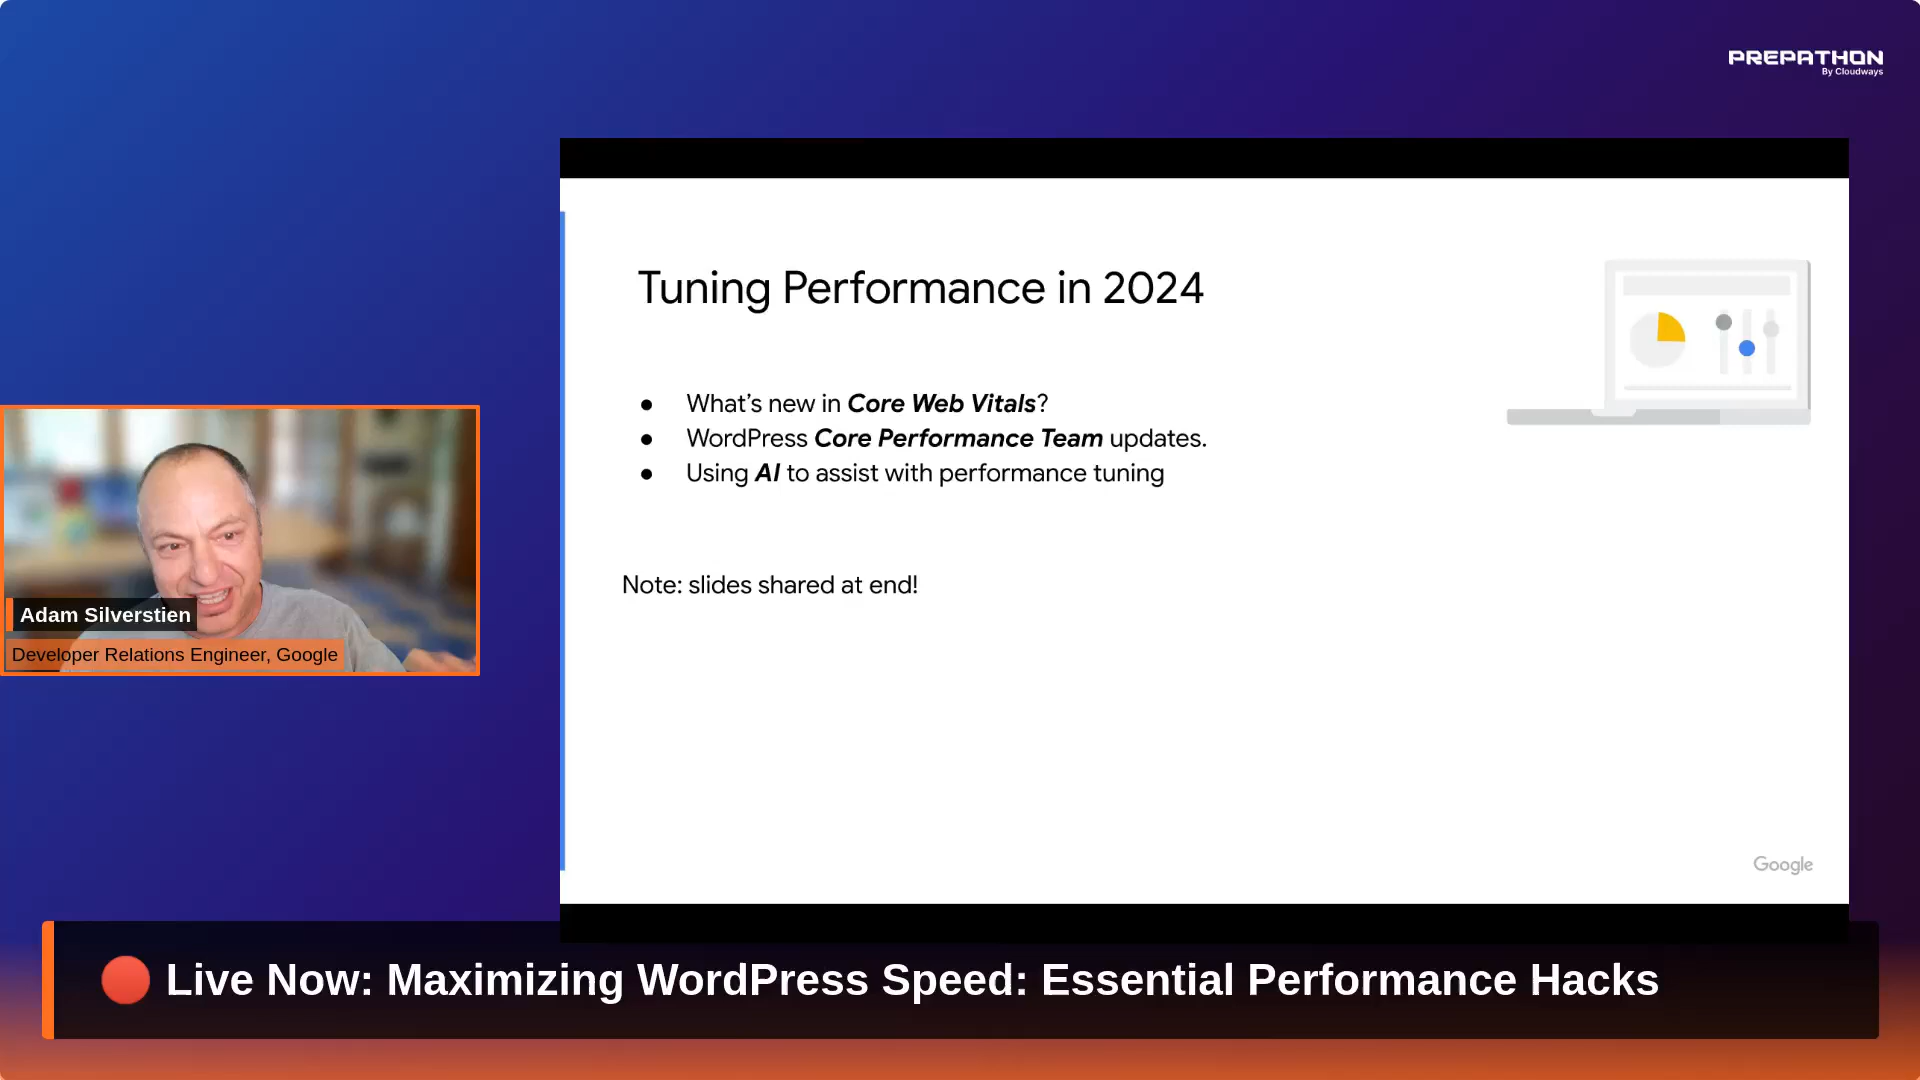 PREPATHON
By Cloudways
Tuning Performance in 2024
● What’s new in Core Web Vitals?
● WordPress Core Performance Team updates.
● Using AI to assist with performance tuning
Note: slides shared at end!
Google
Adam Silverstien
Developer Relations Engineer, Google
Live Now: Maximizing WordPress Speed: Essential Performance Hacks